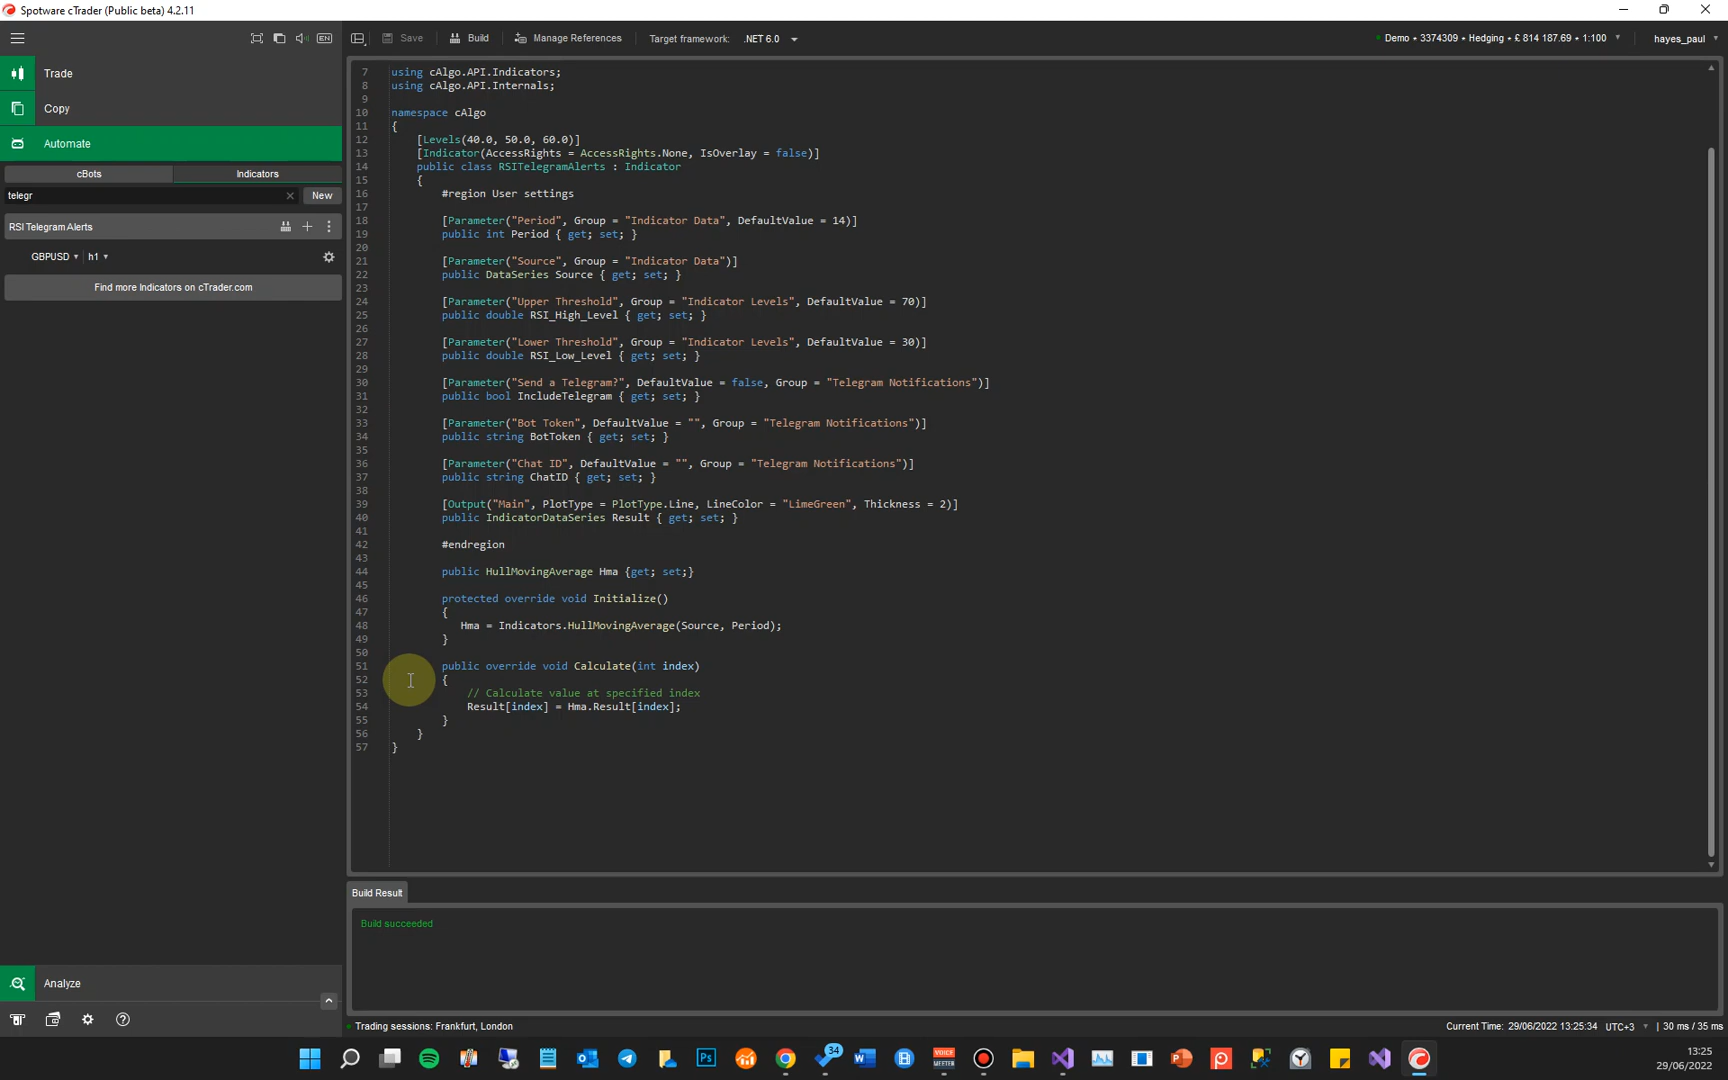 Spotware cTrader (Public beta) 4.2.11
EN
Save
Build
Manage References
Target framework: .NET 6.0
Demo • 3374309 • Hedging • £ 814 187.69 • 1:100
hayes_paul
Trade
Copy
Automate
cBots
Indicators
telegr
New
RSI Telegram Alerts
GBPUSD
h1
Find more Indicators on cTrader.com
7 using cAlgo.API.Indicators;
8 using cAlgo.API.Internals;
9
10 namespace cAlgo
11 {
12 [Levels(40.0, 50.0, 60.0)]
13 [Indicator(AccessRights = AccessRights.None, IsOverlay = false)]
14 public class RSITelegramAlerts : Indicator
15 {
16 #region User settings
17
18 [Parameter("Period", Group = "Indicator Data", DefaultValue = 14)]
19 public int Period { get; set; }
20
21 [Parameter("Source", Group = "Indicator Data")]
22 public DataSeries Source { get; set; }
23
24 [Parameter("Upper Threshold", Group = "Indicator Levels", DefaultValue = 70)]
25 public double RSI_High_Level { get; set; }
26
27 [Parameter("Lower Threshold", Group = "Indicator Levels", DefaultValue = 30)]
28 public double RSI_Low_Level { get; set; }
29
30 [Parameter("Send a Telegram?", DefaultValue = false, Group = "Telegram Notifications")]
31 public bool IncludeTelegram { get; set; }
32
33 [Parameter("Bot Token", DefaultValue = "", Group = "Telegram Notifications")]
34 public string BotToken { get; set; }
35
36 [Parameter("Chat ID", DefaultValue = "", Group = "Telegram Notifications")]
37 public string ChatID { get; set; }
38
39 [Output("Main", PlotType = PlotType.Line, LineColor = "LimeGreen", Thickness = 2)]
40 public IndicatorDataSeries Result { get; set; }
41
42 #endregion
43
44 public HullMovingAverage Hma {get; set;}
45
46 protected override void Initialize()
47 {
48 Hma = Indicators.HullMovingAverage(Source, Period);
49 }
50
51 public override void Calculate(int index)
52 {
53 // Calculate value at specified index
54 Result[index] = Hma.Result[index];
55 }
56 }
57 }
Build Result
Build succeeded
Analyze
Trading sessions: Frankfurt, London
Current Time: 29/06/2022 13:25:34 UTC+3
30 ms / 35 ms
34
VOICE
MEETER
13:25
29/06/2022